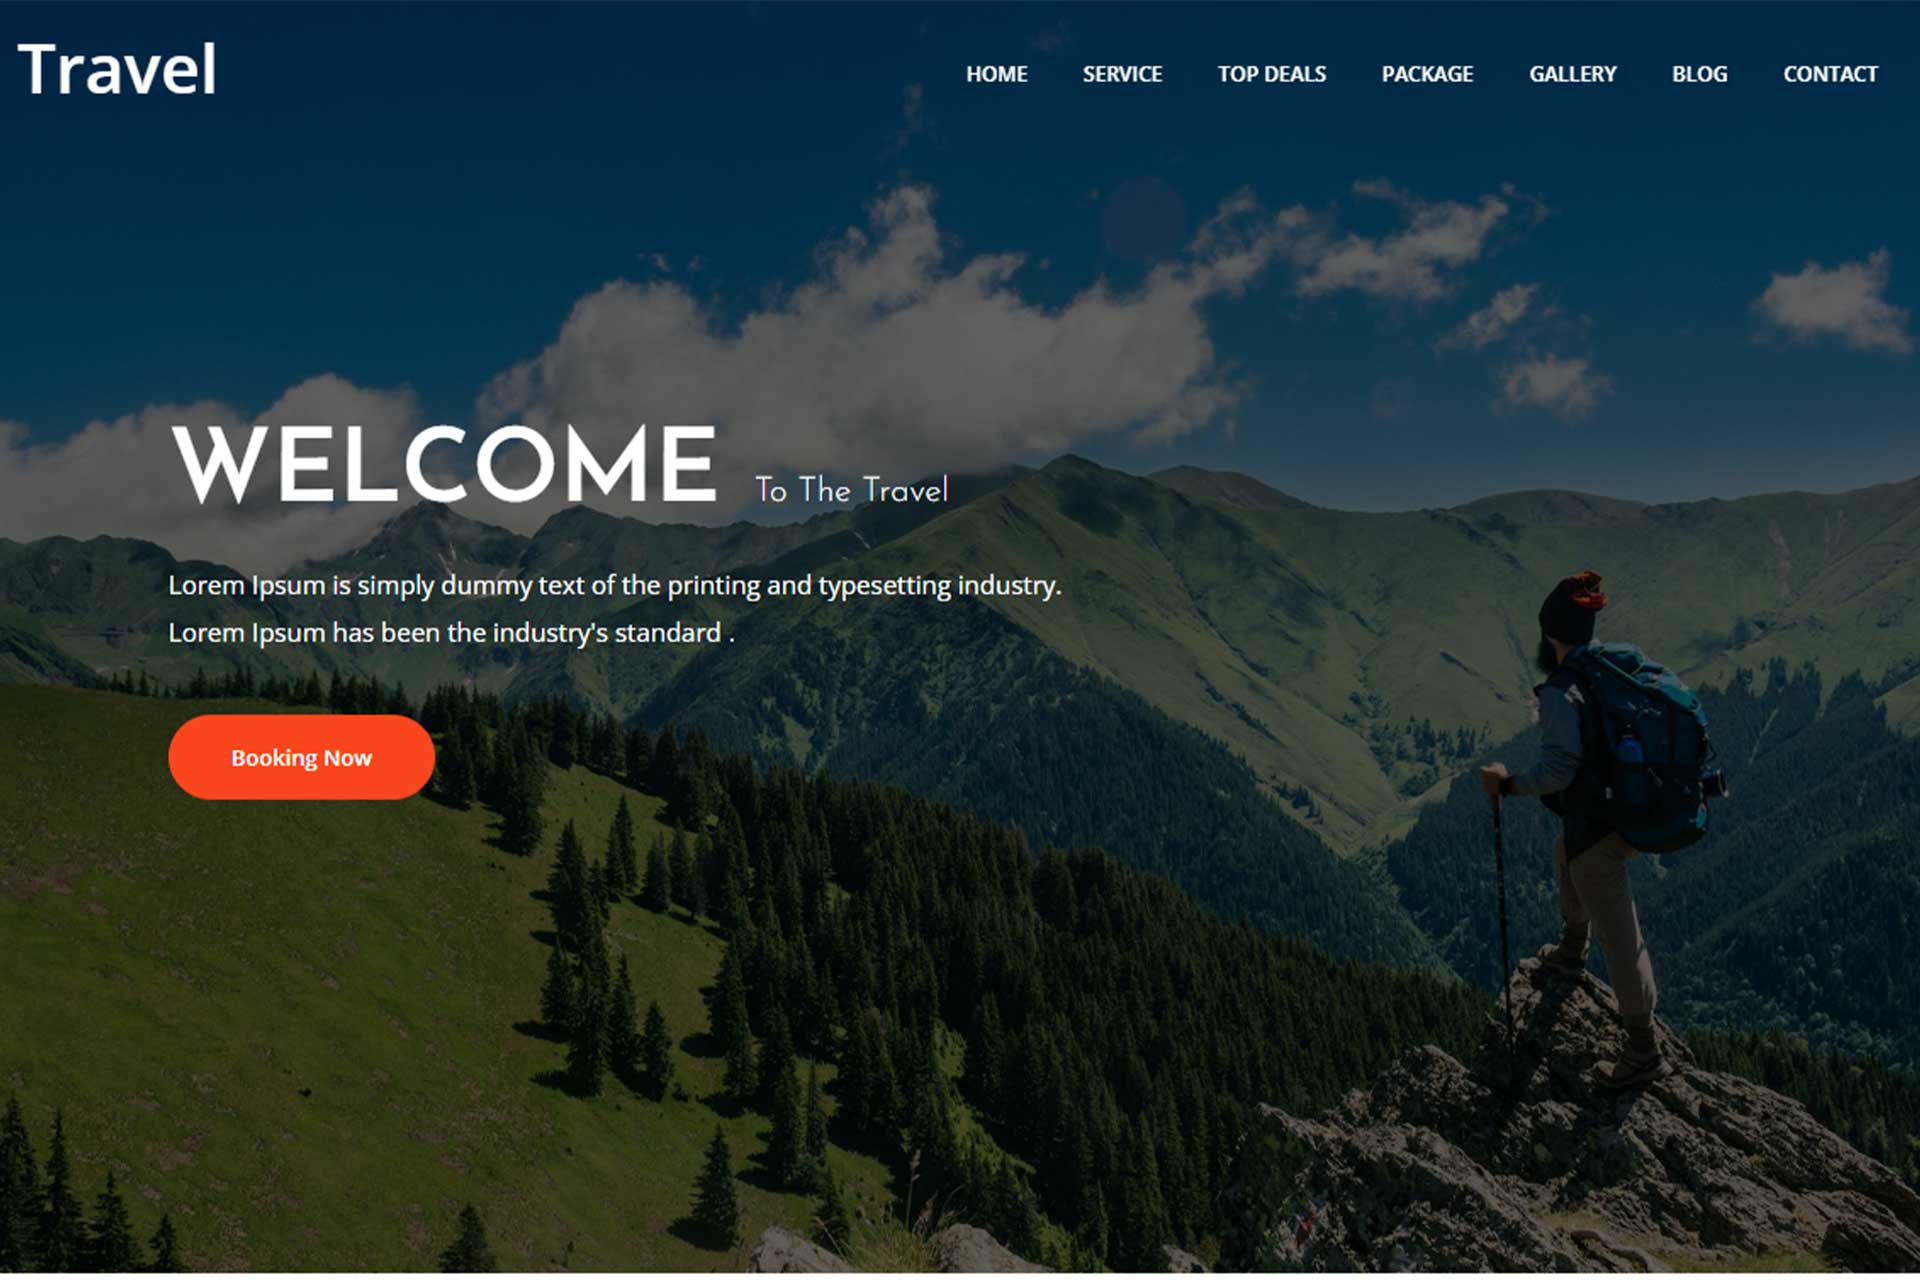 Travel
HOME SERVICE TOP DEALS PACKAGE GALLERY BLOG CONTACT
WELCOME To The Travel
Lorem Ipsum is simply dummy text of the printing and typesetting industry.
Lorem Ipsum has been the industry's standard .
Booking Now